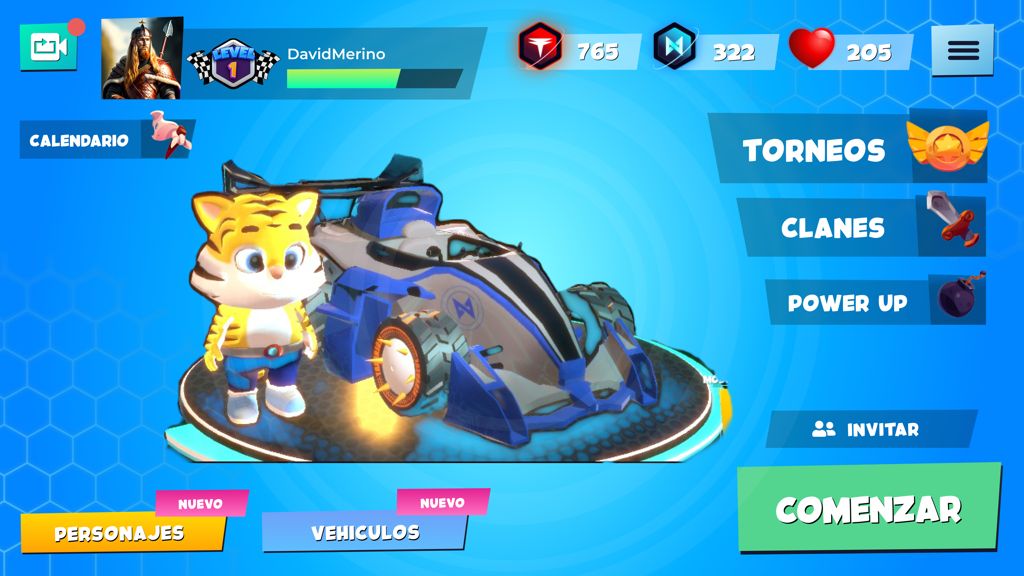 LEVEL
1
DavidMerino
765
322
205
CALENDARIO
TORNEOS
CLANES
POWER UP
INVITAR
COMENZAR
NUEVO
PERSONAJES
NUEVO
VEHICULOS